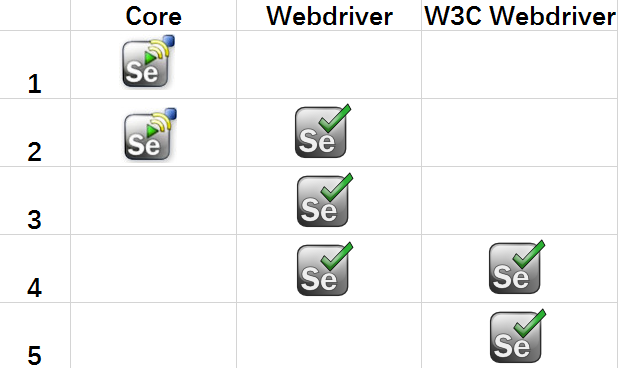 Core Webdriver W3C Webdriver
1 Se
2 Se Se
3 Se
4 Se Se
5 Se